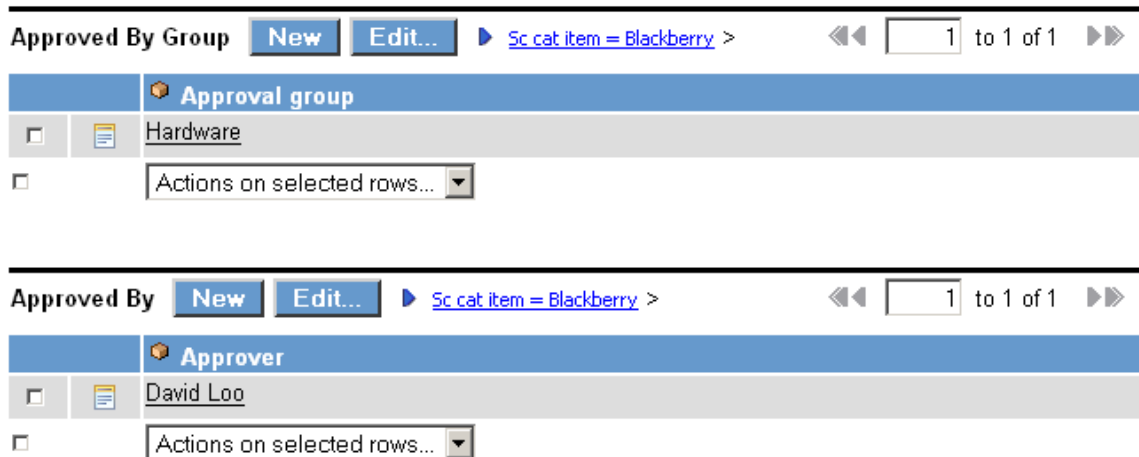 Approved By Group New Edit... Sc cat item = Blackberry > 1 to 1 of 1
Approval group
Hardware
Actions on selected rows...
Approved By New Edit... Sc cat item = Blackberry > 1 to 1 of 1
Approver
David Loo
Actions on selected rows...